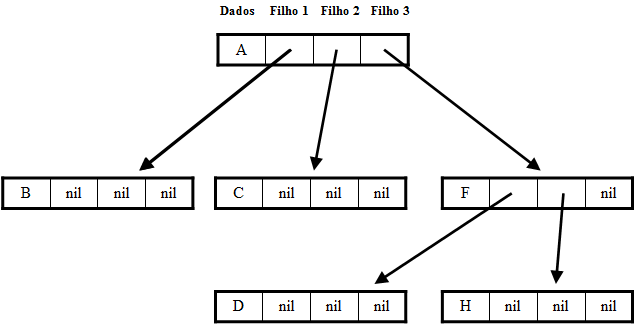 Dados Filho 1 Filho 2 Filho 3
A
B nil nil nil
C nil nil nil
F nil
D nil nil nil
H nil nil nil